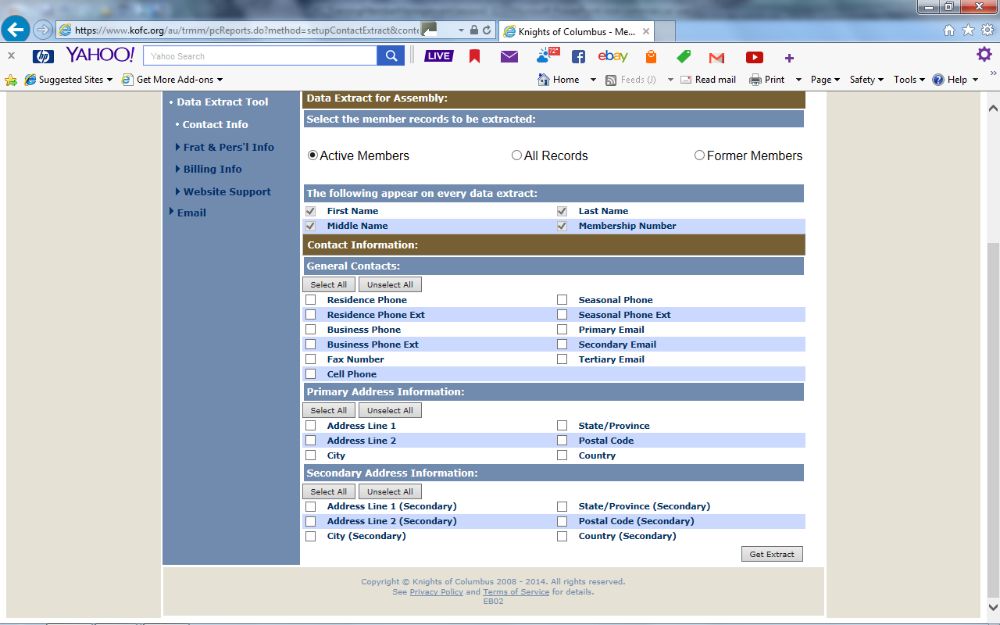 https://www.kofc.org/au/trmm/pcReports.do?method=setupContactExtract&cont
Knights of Columbus - Me...
x hp YAHOO! Yahoo Search LIVE 72° ebay
Suggested Sites Get More Add-ons Home Feeds (J) Read mail Print Page Safety Tools Help
Data Extract Tool
Contact Info
Frat & Pers'l Info
Billing Info
Website Support
Email
Data Extract for Assembly:
Select the member records to be extracted:
Active Members All Records Former Members
The following appear on every data extract:
First Name Last Name
Middle Name Membership Number
Contact Information:
General Contacts:
Select All Unselect All
Residence Phone Seasonal Phone
Residence Phone Ext Seasonal Phone Ext
Business Phone Primary Email
Business Phone Ext Secondary Email
Fax Number Tertiary Email
Cell Phone
Primary Address Information:
Select All Unselect All
Address Line 1 State/Province
Address Line 2 Postal Code
City Country
Secondary Address Information:
Select All Unselect All
Address Line 1 (Secondary) State/Province (Secondary)
Address Line 2 (Secondary) Postal Code (Secondary)
City (Secondary) Country (Secondary)
Get Extract
Copyright © Knights of Columbus 2008 - 2014. All rights reserved.
See Privacy Policy and Terms of Service for details.
EB02